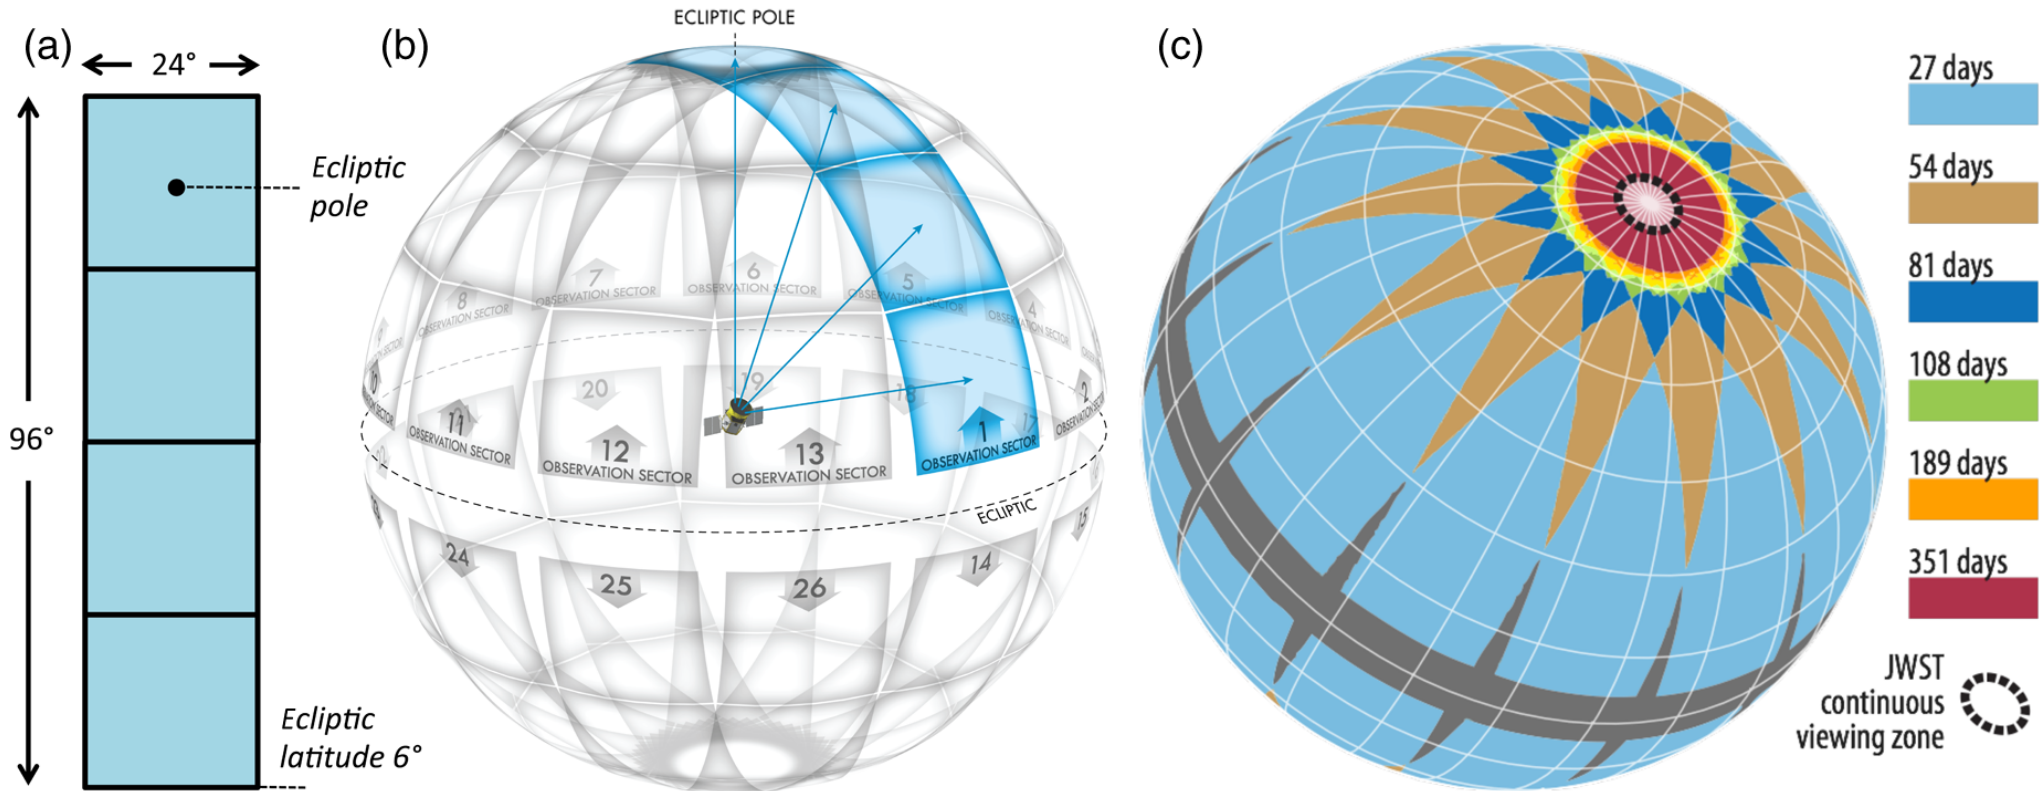 (a)
24°
96°
Ecliptic
pole
Ecliptic
latitude 6°
(b)
ECLIPTIC POLE
7
OBSERVATION SECTOR
6
OBSERVATION SECTOR
5
OBSERVATION SECTOR
8
OBSERVATION SECTOR
4
OBSERVATION SECTOR
10
20
19
18
17
2
OBSERVATION SECTOR
11
OBSERVATION SECTOR
12
OBSERVATION SECTOR
13
OBSERVATION SECTOR
1
OBSERVATION SECTOR
ECLIPTIC
24
25
26
14
15
(c)
27 days
54 days
81 days
108 days
189 days
351 days
JWST
continuous
viewing zone